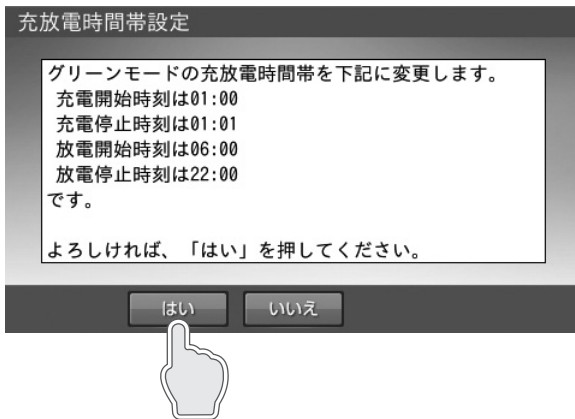 充放電時間帯設定
グリーンモードの充放電時間帯を下記に変更します。
充電開始時刻は01:00
充電停止時刻は01:01
放電開始時刻は06:00
放電停止時刻は22:00
です。
よろしければ、「はい」を押してください。
はい いいえ